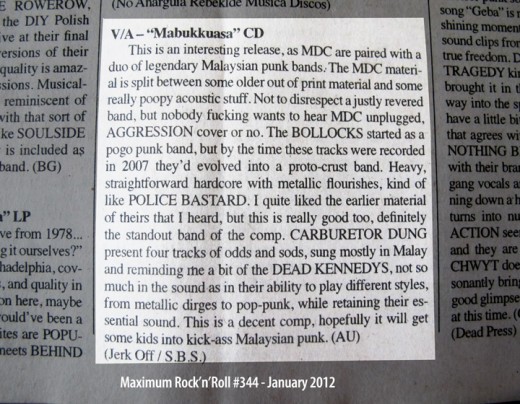 (No Anargula Rebekide Musica Discos)
E ROWEROW,
the DIY Polish
ve at their final
versions of their
quality is amaz-
ssions. Musical-
reminiscent of
with that sort of
ke SOULSIDE
is included as
band. (BG)
" LP
ve from 1978...
g it ourselves?"
hadelphia, cov-
s, and quality in
on here, maybe
ould've been a
ites are POPU-
meets BEHIND
V/A – "Mabukkuasa" CD
This is an interesting release, as MDC are paired with a
duo of legendary Malaysian punk bands. The MDC materi-
al is split between some older out of print material and some
really poopy acoustic stuff. Not to disrespect a justly revered
band, but nobody fucking wants to hear MDC unplugged,
AGGRESSION cover or no. The BOLLOCKS started as a
pogo punk band, but by the time these tracks were recorded
in 2007 they'd evolved into a proto-crust band. Heavy,
straightforward hardcore with metallic flourishes, kind of
like POLICE BASTARD. I quite liked the earlier material
of theirs that I heard, but this is really good too, definitely
the standout band of the comp. CARBURETOR DUNG
present four tracks of odds and sods, sung mostly in Malay
and reminding me a bit of the DEAD KENNEDYS, not so
much in the sound as in their ability to play different styles,
from metallic dirges to pop-punk, while retaining their es-
sential sound. This is a decent comp, hopefully it will get
some kids into kick-ass Malaysian punk. (AU)
(Jerk Off / S.B.S.)
song "Geba" is
shining momen
sound clips from
true freedom. D
TRAGEDY ki
brought it in t
way into the s
have a little bi
that agrees wi
NOTHING B
with their bra
gang vocals a
ning down a h
turns into nu
ACTION see
and they are
CHWYT doe
sonantly bring
good glimpse
at this time. (
(Dead Press)
Maximum Rock'n'Roll #344 - January 2012